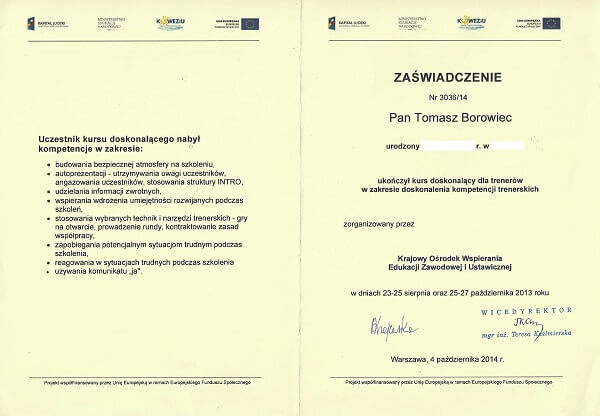 KAPITAŁ LUDZKI
MINISTERSTWO
EDUKACJI
NARODOWEJ
KOWEZiU
UNIA EUROPEJSKA
EUROPEJSKI
FUNDUSZ SPOŁECZNY
Uczestnik kursu doskonalącego nabył
kompetencje w zakresie:
• budowania bezpiecznej atmosfery na szkoleniu,
• autoprezentacji - utrzymywania uwagi uczestników,
angażowania uczestników, stosowania struktury INTRO,
• udzielania informacji zwrotnych,
• wspierania wdrożenia umiejętności rozwijanych podczas
szkoleń,
• stosowania wybranych technik i narzędzi trenerskich - gry
na otwarcie, prowadzenie rundy, kontraktowanie zasad
współpracy,
• zapobiegania potencjalnym sytuacjom trudnym podczas
szkolenia,
• reagowania w sytuacjach trudnych podczas szkolenia
• używania komunikatu „ja”.
Projekt współfinansowany przez Unię Europejską w ramach Europejskiego Funduszu Społecznego
KAPITAŁ LUDZKI
MINISTERSTWO
EDUKACJI
NARODOWEJ
KOWEZiU
UNIA EUROPEJSKA
EUROPEJSKI
FUNDUSZ SPOŁECZNY
ZAŚWIADCZENIE
Nr 3036/14
Pan Tomasz Borowiec
urodzony r. w
ukończył kurs doskonalący dla trenerów
w zakresie doskonalenia kompetencji trenerskich
zorganizowany przez
Krajowy Ośrodek Wspierania
Edukacji Zawodowej i Ustawicznej
w dniach 23-25 sierpnia oraz 25-27 października 2013 roku
WICEDYREKTOR
mgr inż. Teresa Kazimierska
Warszawa, 4 października 2014 r.
Projekt współfinansowany przez Unię Europejską w ramach Europejskiego Funduszu Społecznego